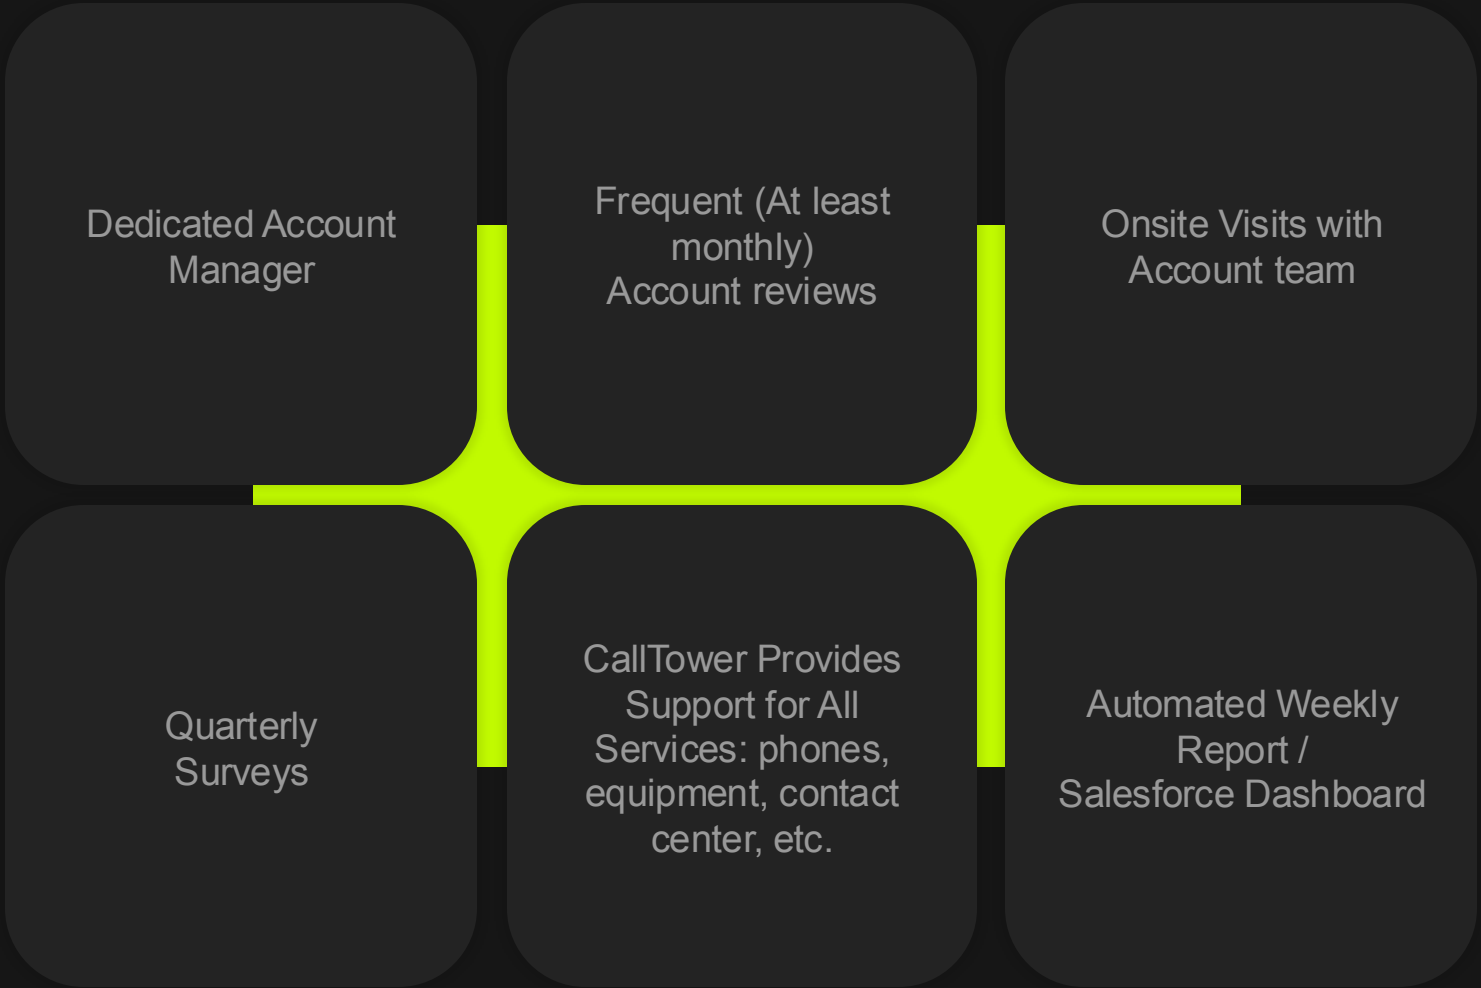 Dedicated Account
Manager
Frequent (At least
monthly)
Account reviews
Onsite Visits with
Account team
Quarterly
Surveys
CallTower Provides
Support for All
Services: phones,
equipment, contact
center, etc.
Automated Weekly
Report /
Salesforce Dashboard